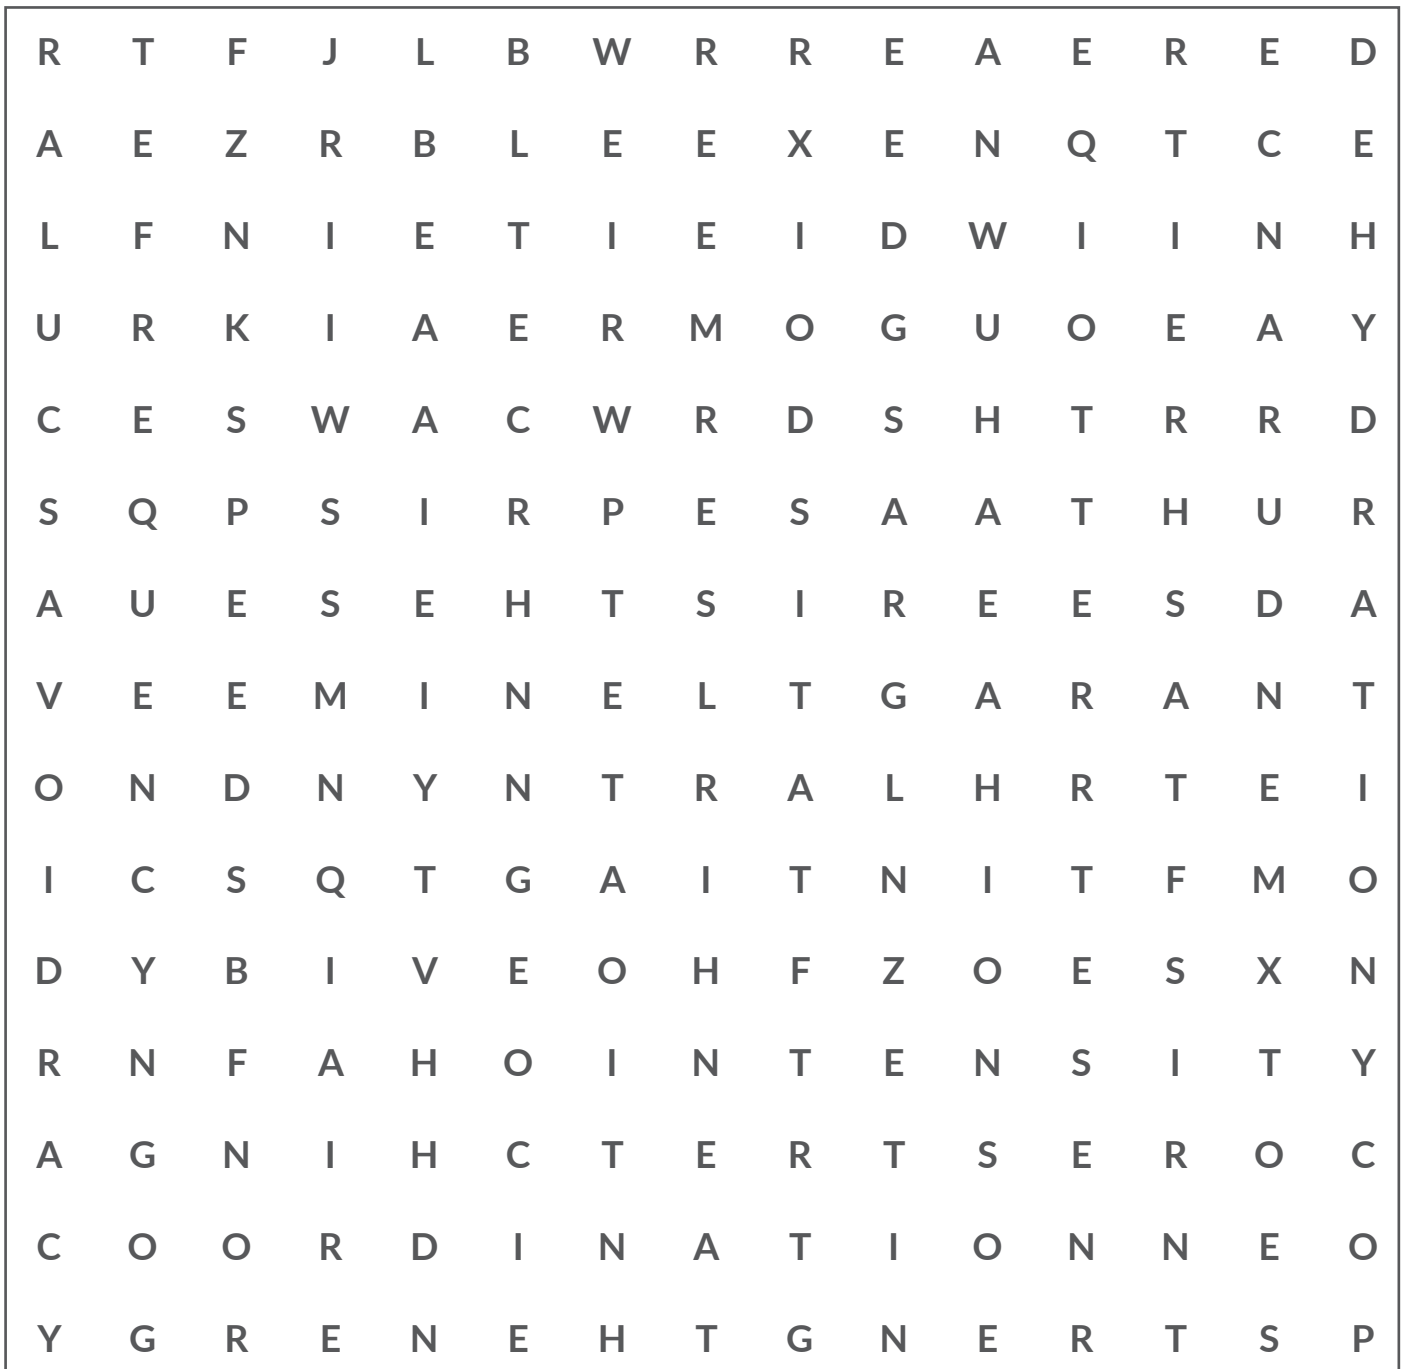 R T F J L B W R R E A E R E D
A E Z R B L E E X E N Q T C E
L F N I E T I E I D W I I N H
U R K I A E R M O G U O E A Y
C E S W A C W R D S H T R R D
S Q P S I R P E S A A T H U R
A U E S E H T S I R E E S D A
V E E M I N E L T G A R A N T
O N D N Y N T R A L H R T E I
I C S Q T G A I T N I T F M O
D Y B I V E O H F Z O E S X N
R N F A H O I N T E N S I T Y
A G N I H C T E R T S E R O C
C O O R D I N A T I O N N E O
Y G R E N E H T G N E R T S P